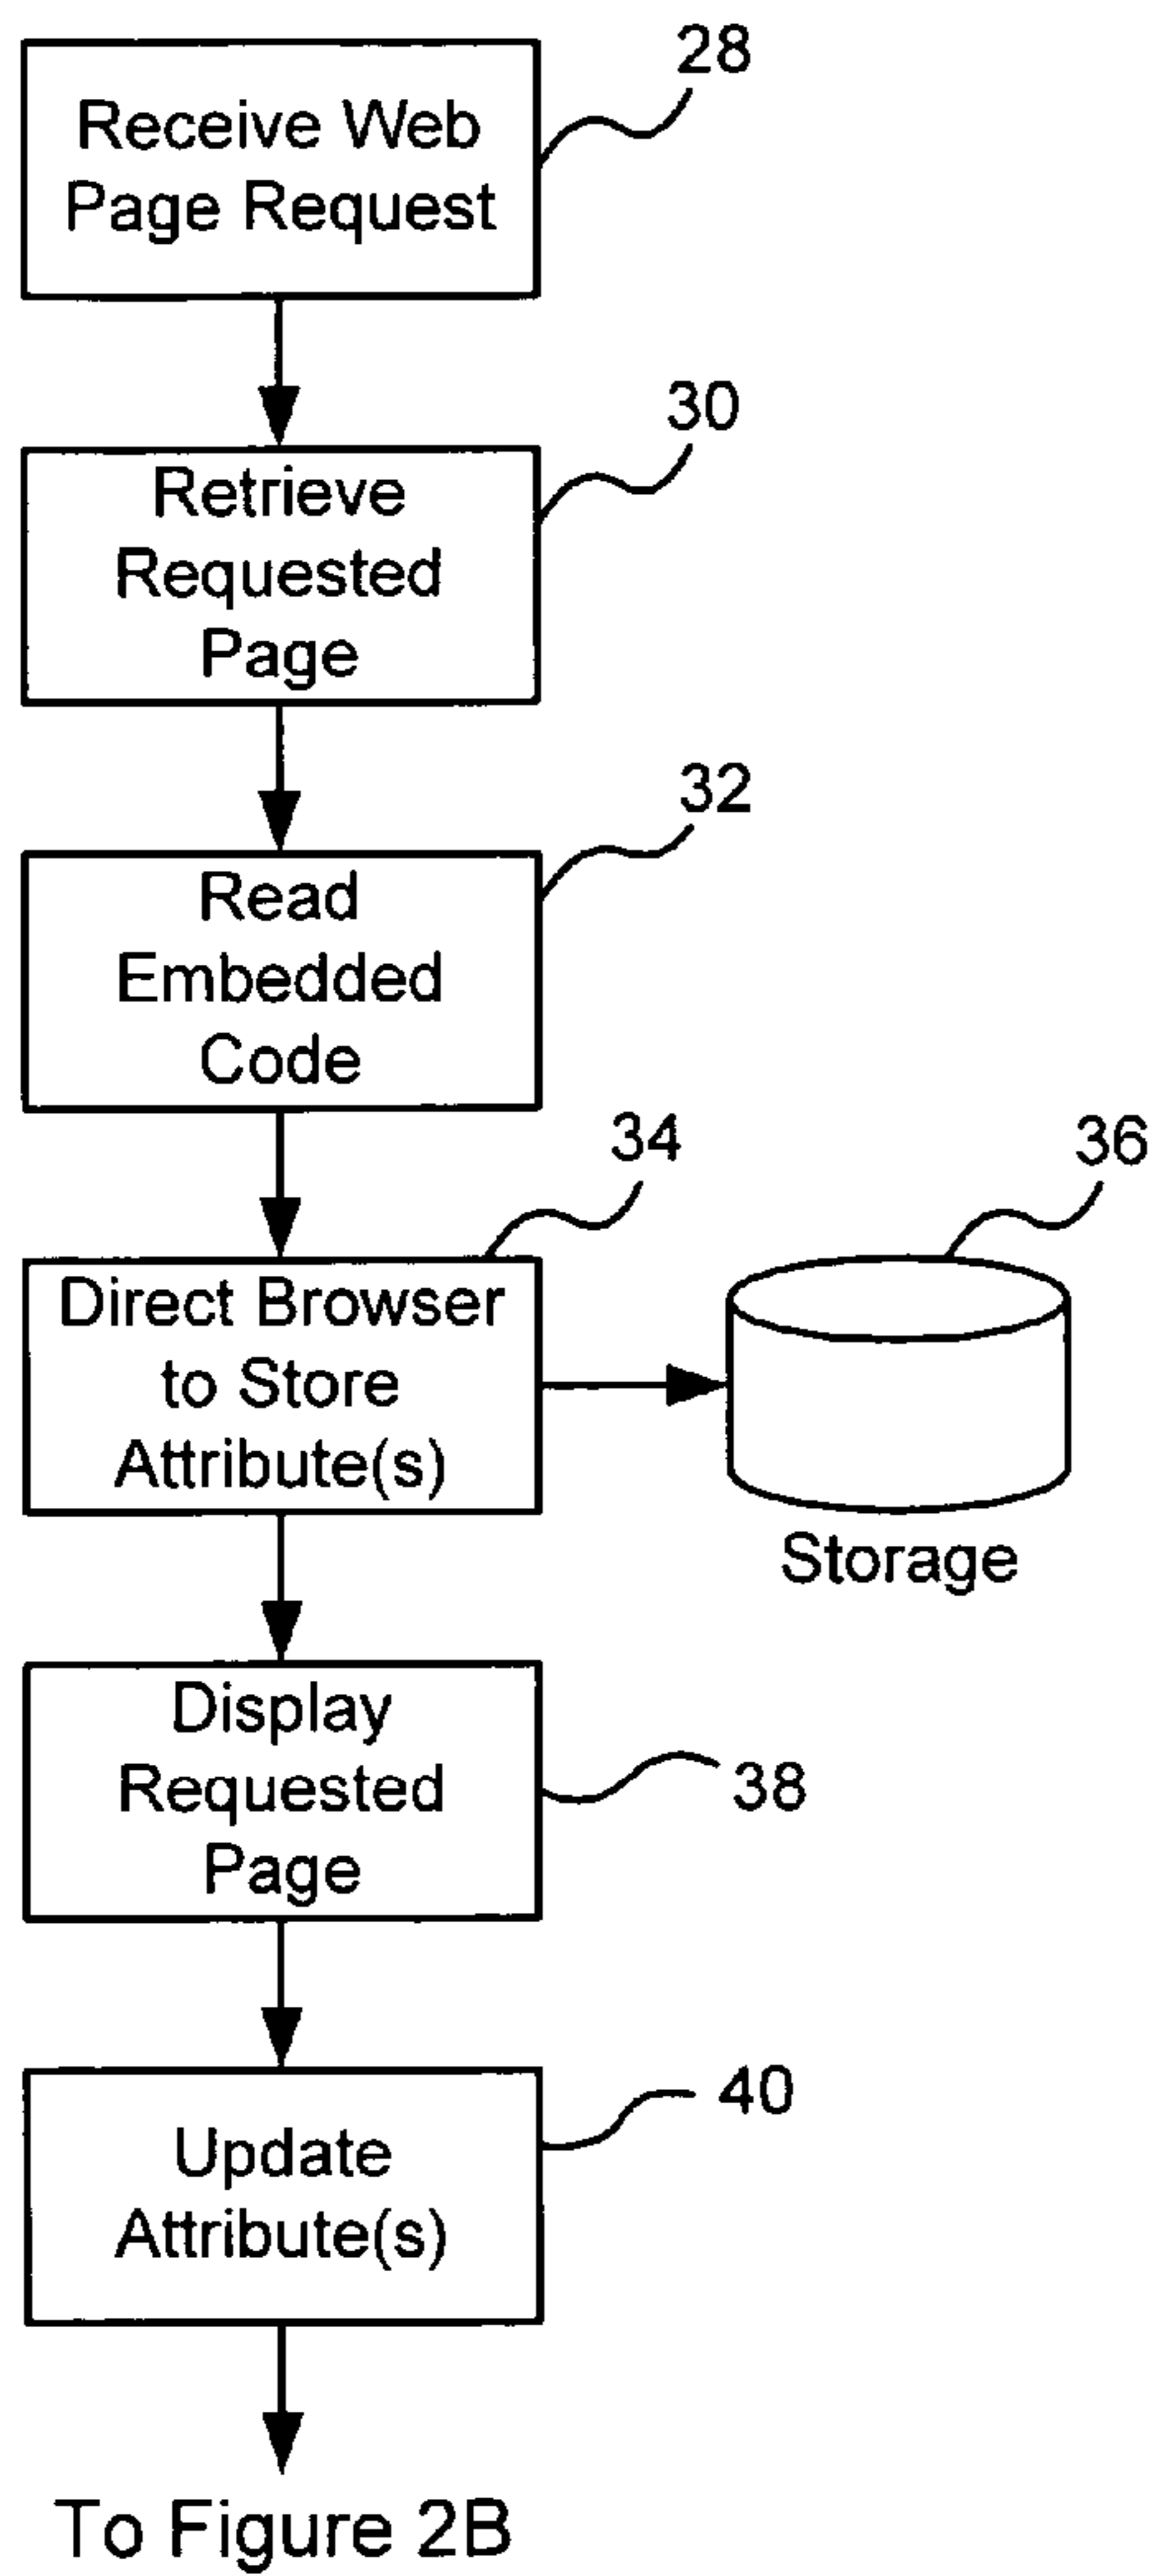 28
Receive Web
Page Request
30
Retrieve
Requested
Page
32
Read
Embedded
Code
34
36
Direct Browser
to Store
Attribute(s)
Storage
Display
Requested
Page
38
40
Update
Attribute(s)
To Figure 2B